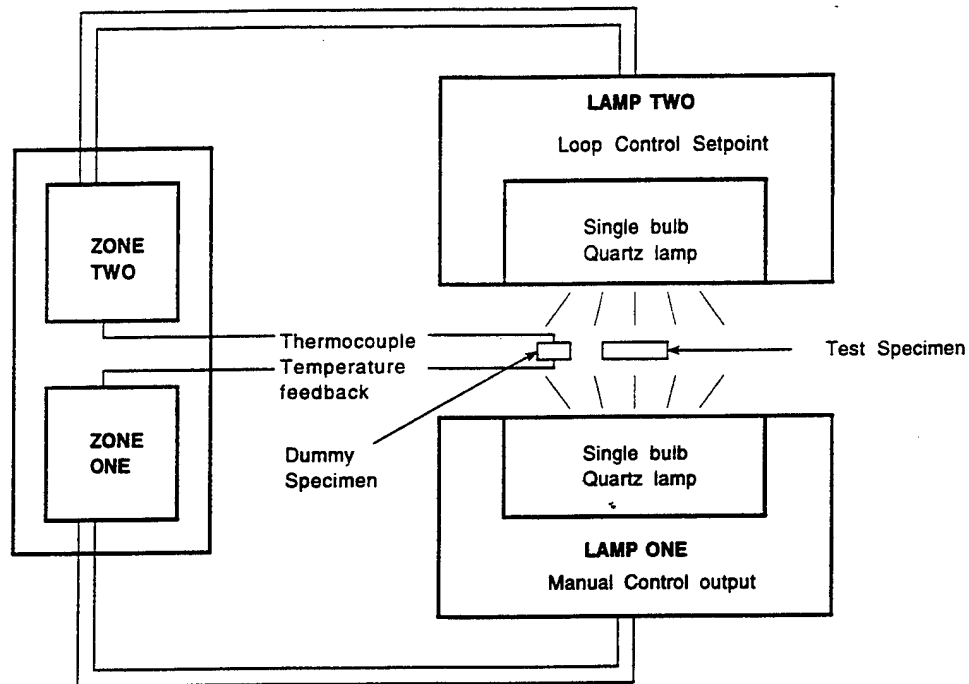 LAMP TWO
Loop Control Setpoint
Single bulb
Quartz lamp
ZONE
TWO
Thermocouple
Temperature
feedback
Test Specimen
ZONE
ONE
Dummy
Specimen
Single bulb
Quartz lamp
LAMP ONE
Manual Control output